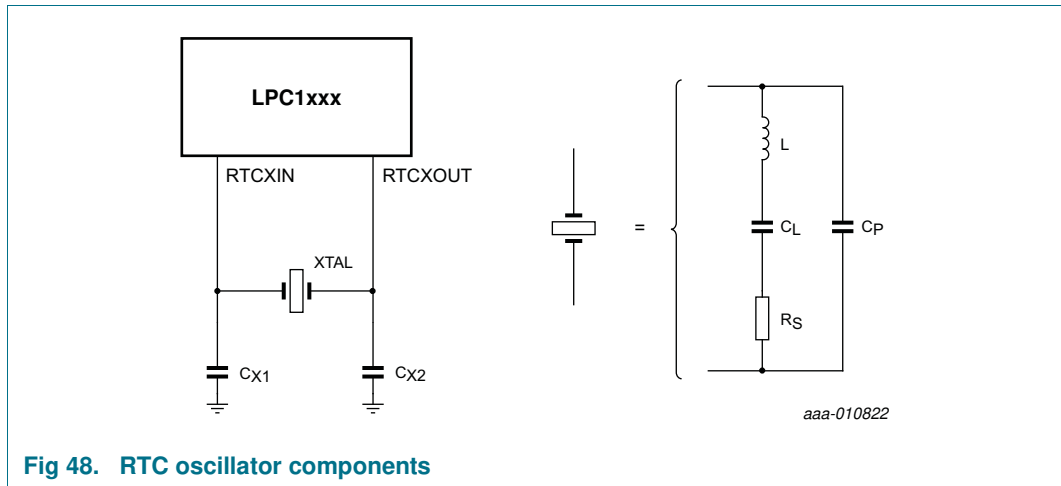 LPC1xxx
RTCXIN
RTCXOUT
XTAL
CX1
CX2
=
L
CL
CP
RS
aaa-010822
Fig 48. RTC oscillator components